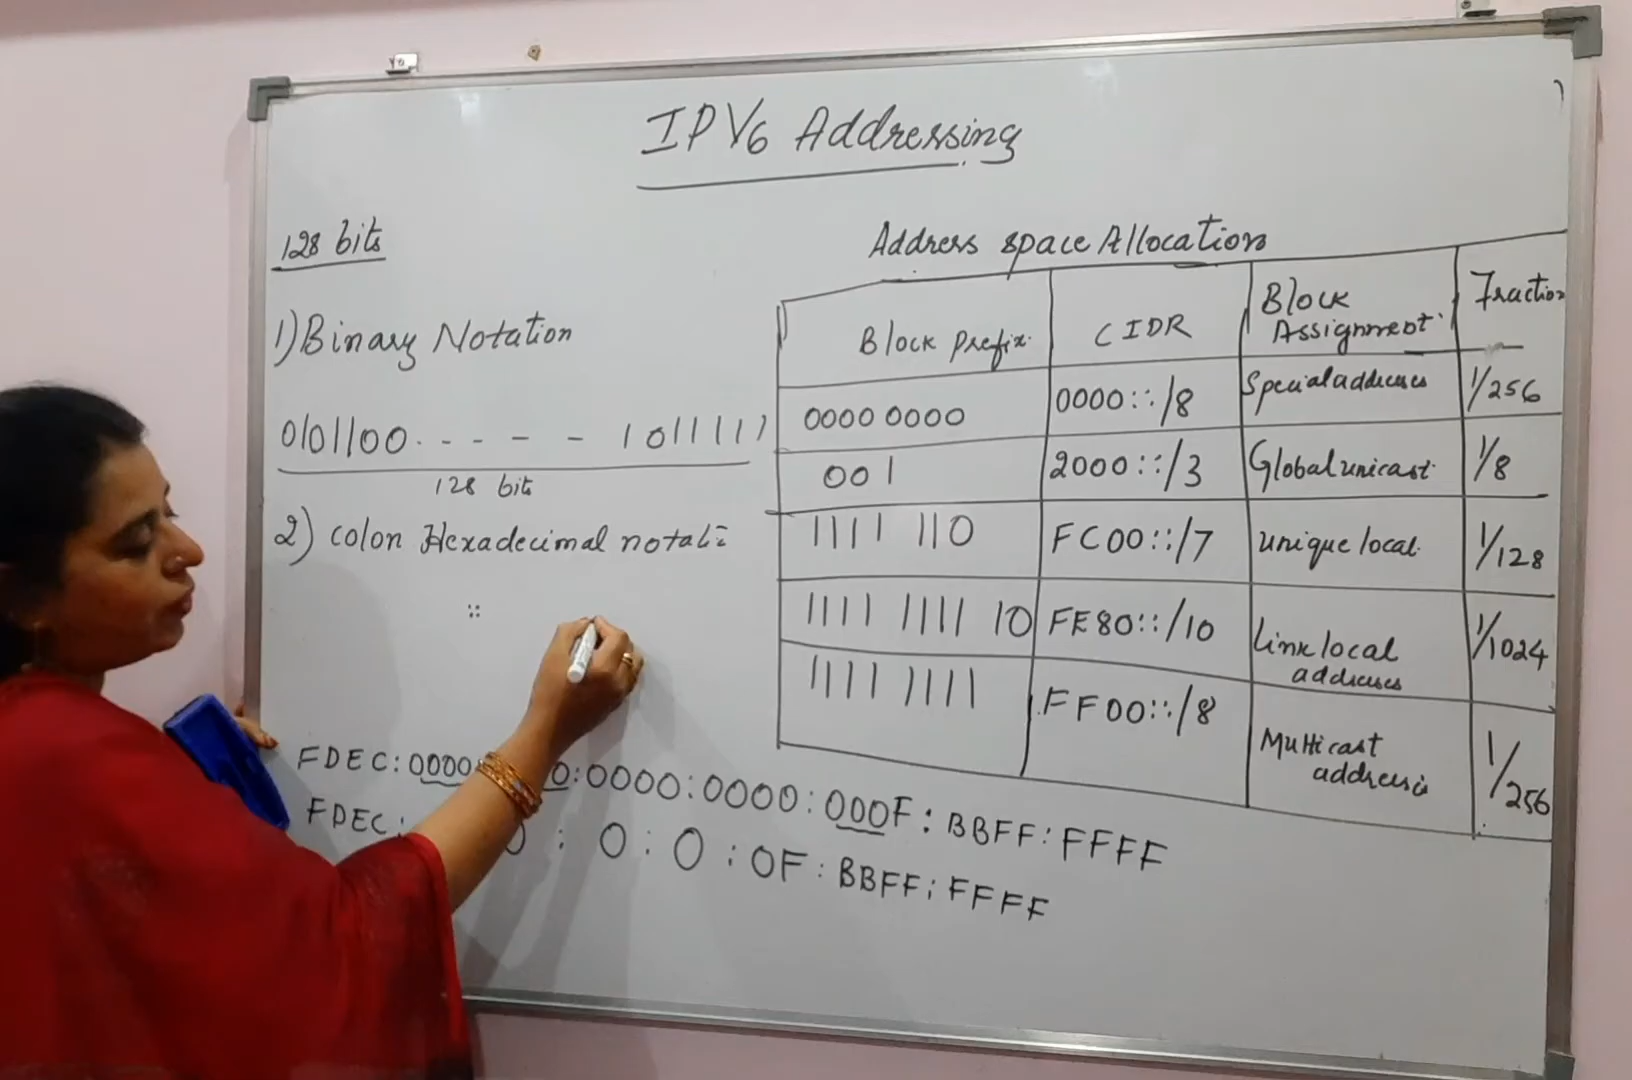 IPV6 Addressing
128 bits
1) Binary Notation
0101100 - - - - - 1011111
128 bits
2) Colon Hexadecimal notati
::
FDEC:0000 0:0000:0000:000F:BBFF:FFFF
FDEC: 0 : 0 : 0 : 0F : BBFF: FFFF
Address space Allocation
Block Prefix CIDR Block Assignment Fraction
0000 0000 0000::/8 Special addresses 1/256
001 2000::/3 Global unicast 1/8
1111 110 FC00::/7 unique local 1/128
1111 1111 10 FE80::/10 Link local addresses 1/1024
1111 1111 FF00::/8 Multicast addresses 1/256